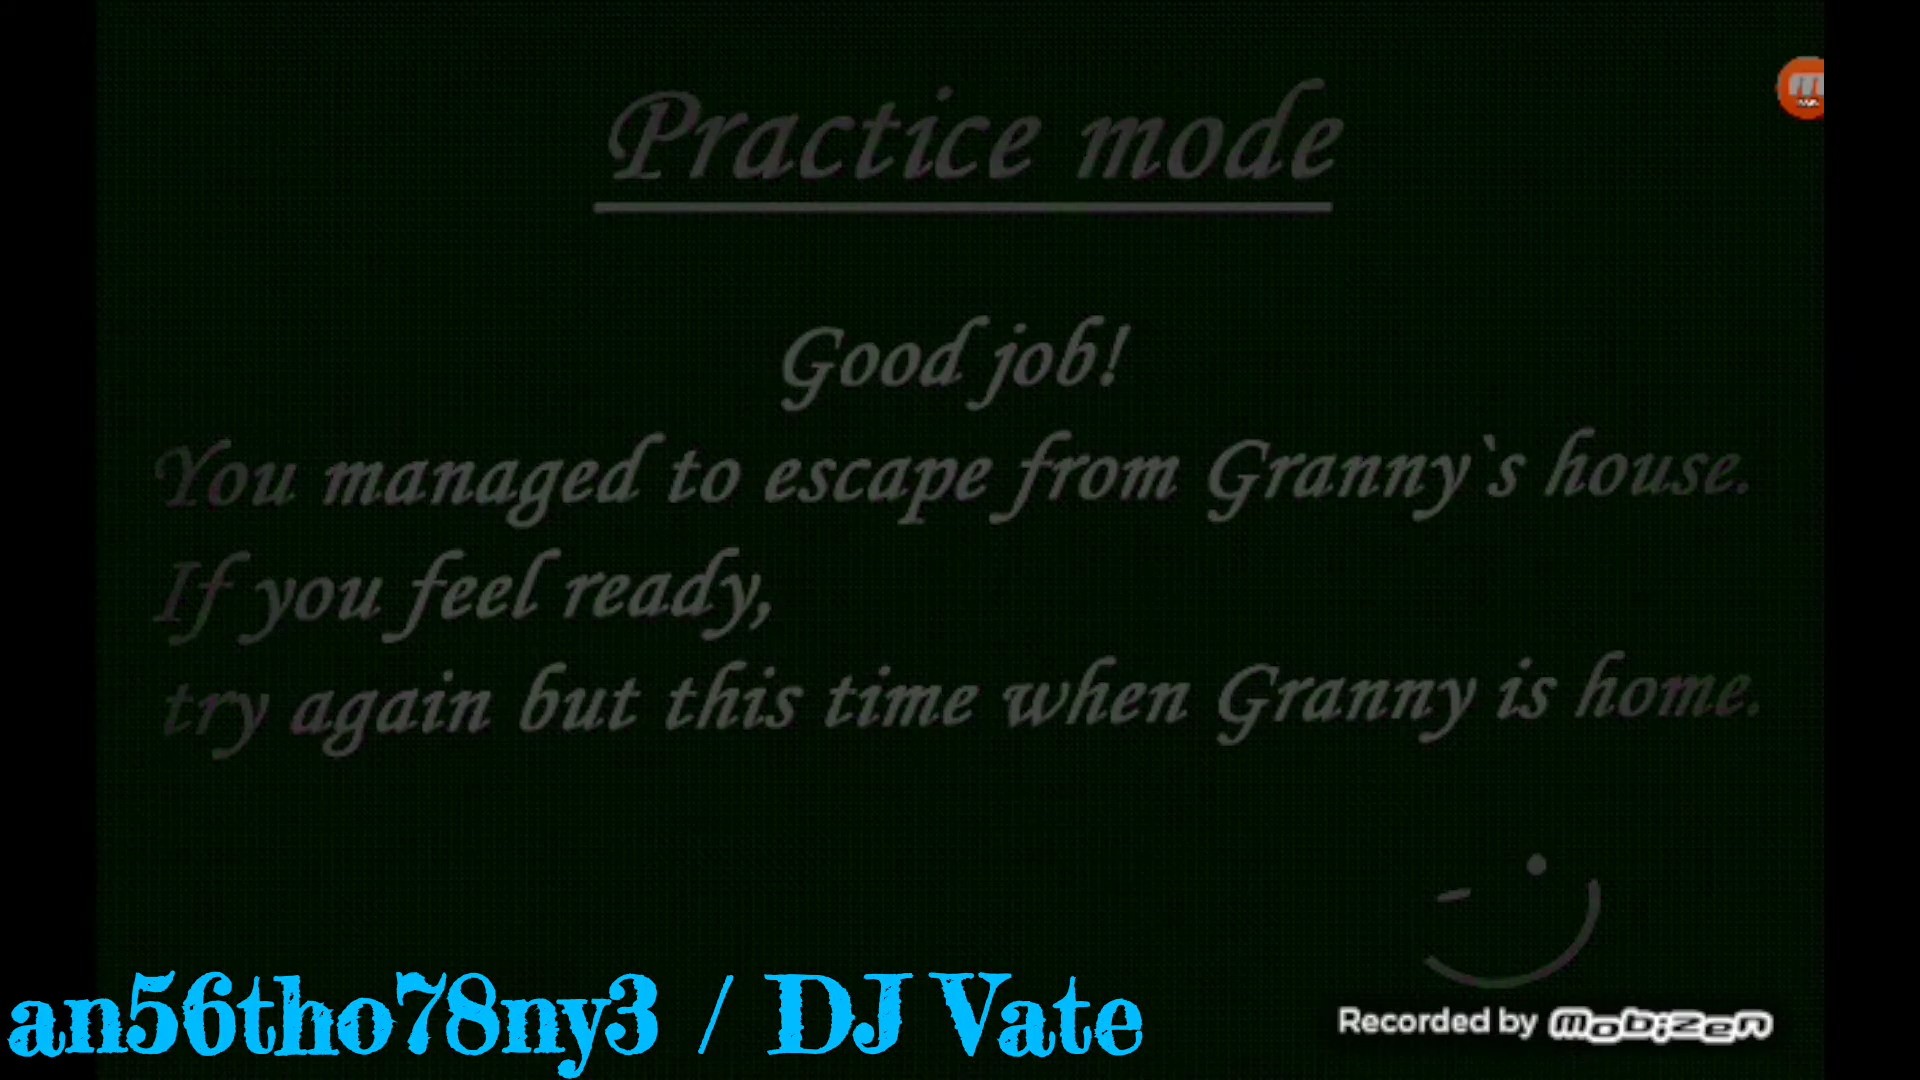 Practice mode
Good job!
You managed to escape from Granny`s house.
If you feel ready,
try again but this time when Granny is home.
an56tho78ny3 / DJ Vate
Recorded by mobizen